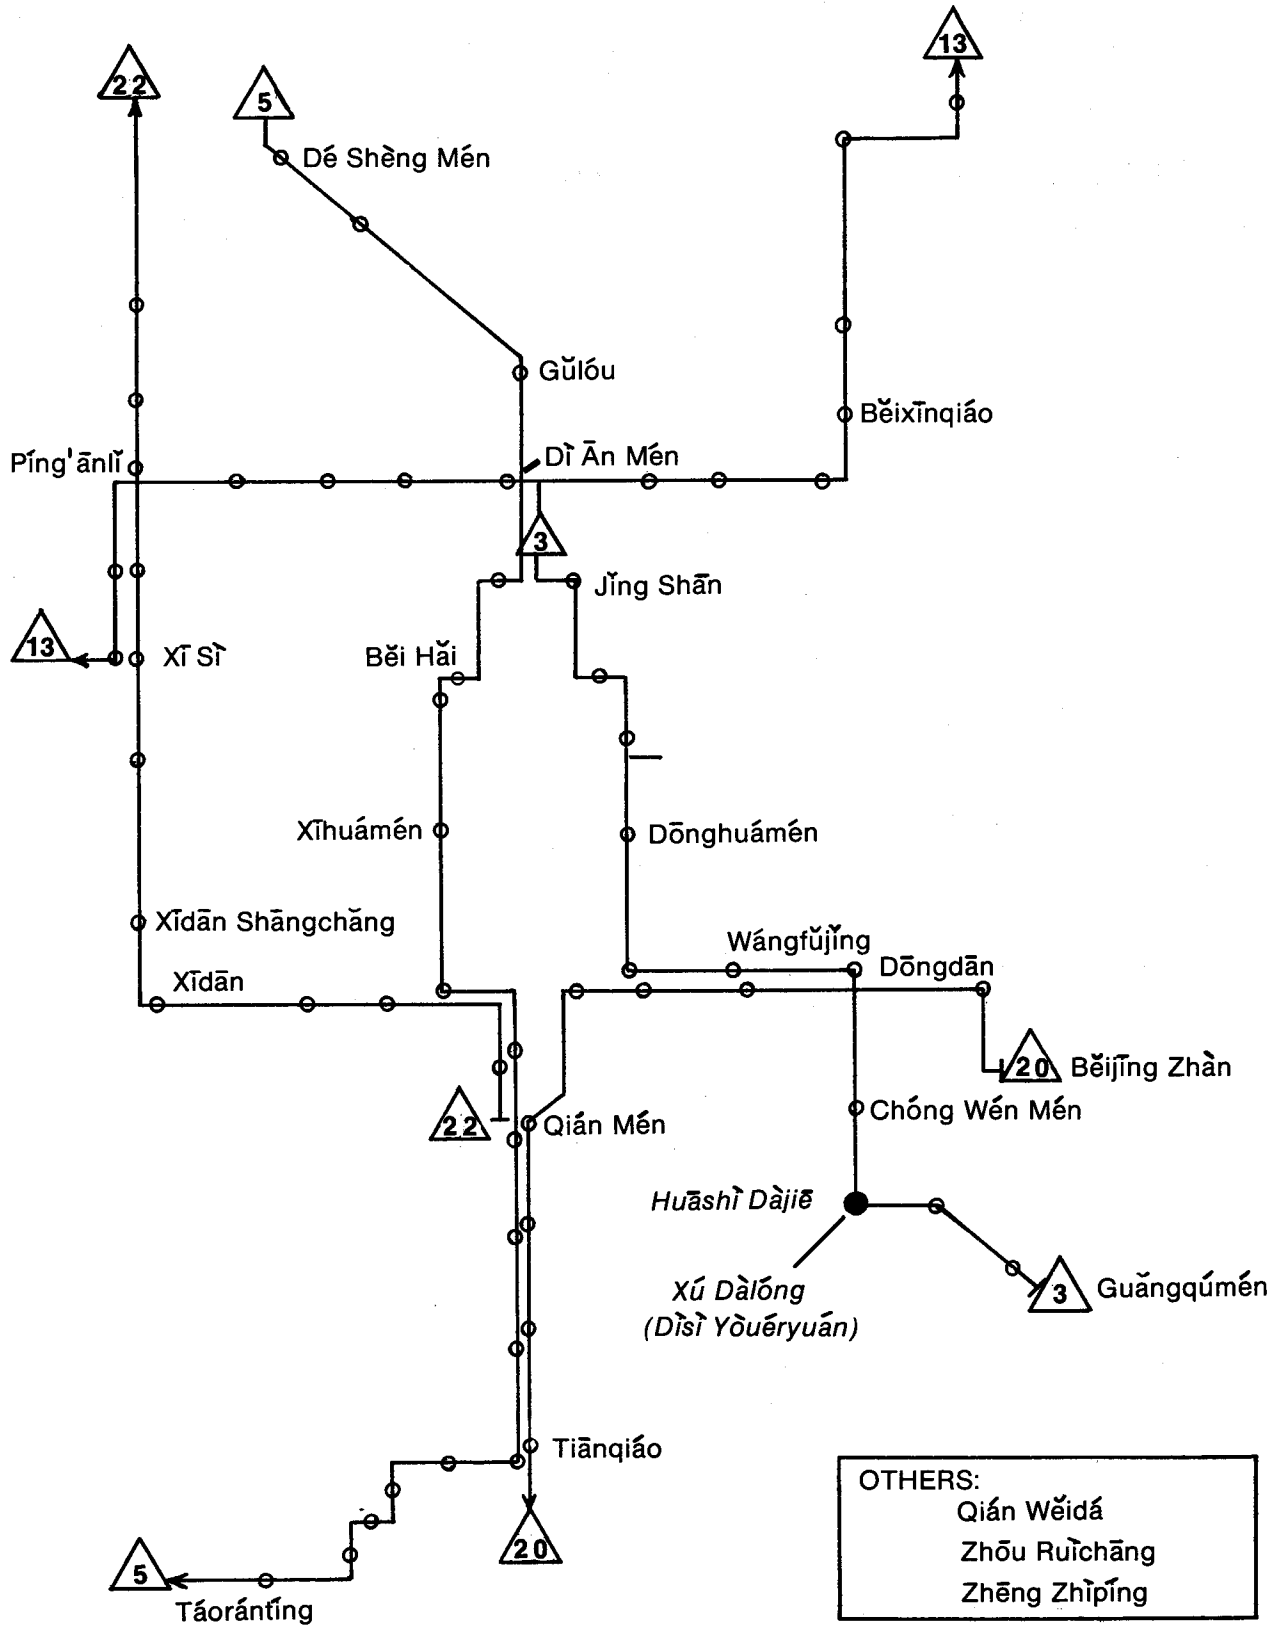 13
22
5
Dé Shèng Mén
Gǔlóu
Běixīnqiáo
Píng'ānlǐ
Dì Ān Mén
3
Jǐng Shān
13
Xī Sì
Běi Hǎi
Xīhuámén
Dōnghuámén
Xīdān Shāngchǎng
Wángfǔjǐng
Dōngdān
Xīdān
20
Běijīng Zhàn
22
Qián Mén
Chóng Wén Mén
Huāshì Dàjiē
Xú Dàlóng
(Dìsì Yòuéryuán)
3
Guǎngqúmén
Tiānqiáo
20
5
Táorántíng
OTHERS:
Qián Wěidá
Zhōu Ruìchāng
Zhēng Zhìpíng